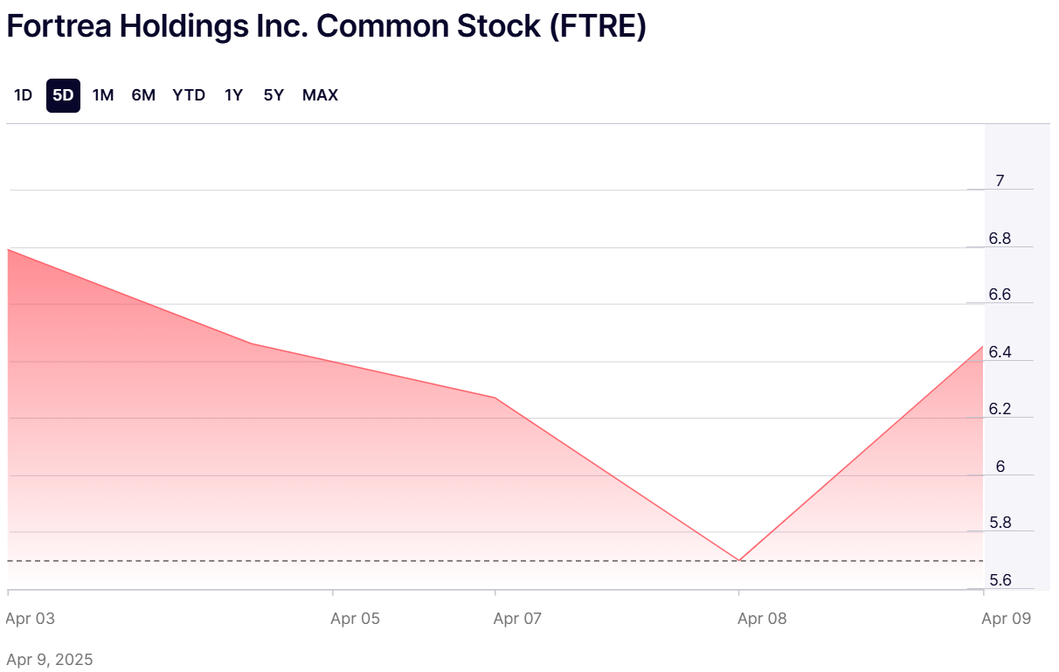 Fortrea Holdings Inc. Common Stock (FTRE)
1D 5D 1M 6M YTD 1Y 5Y MAX
7
6.8
6.6
6.4
6.2
6
5.8
5.6
Apr 03 Apr 05 Apr 07 Apr 08 Apr 09
Apr 9, 2025